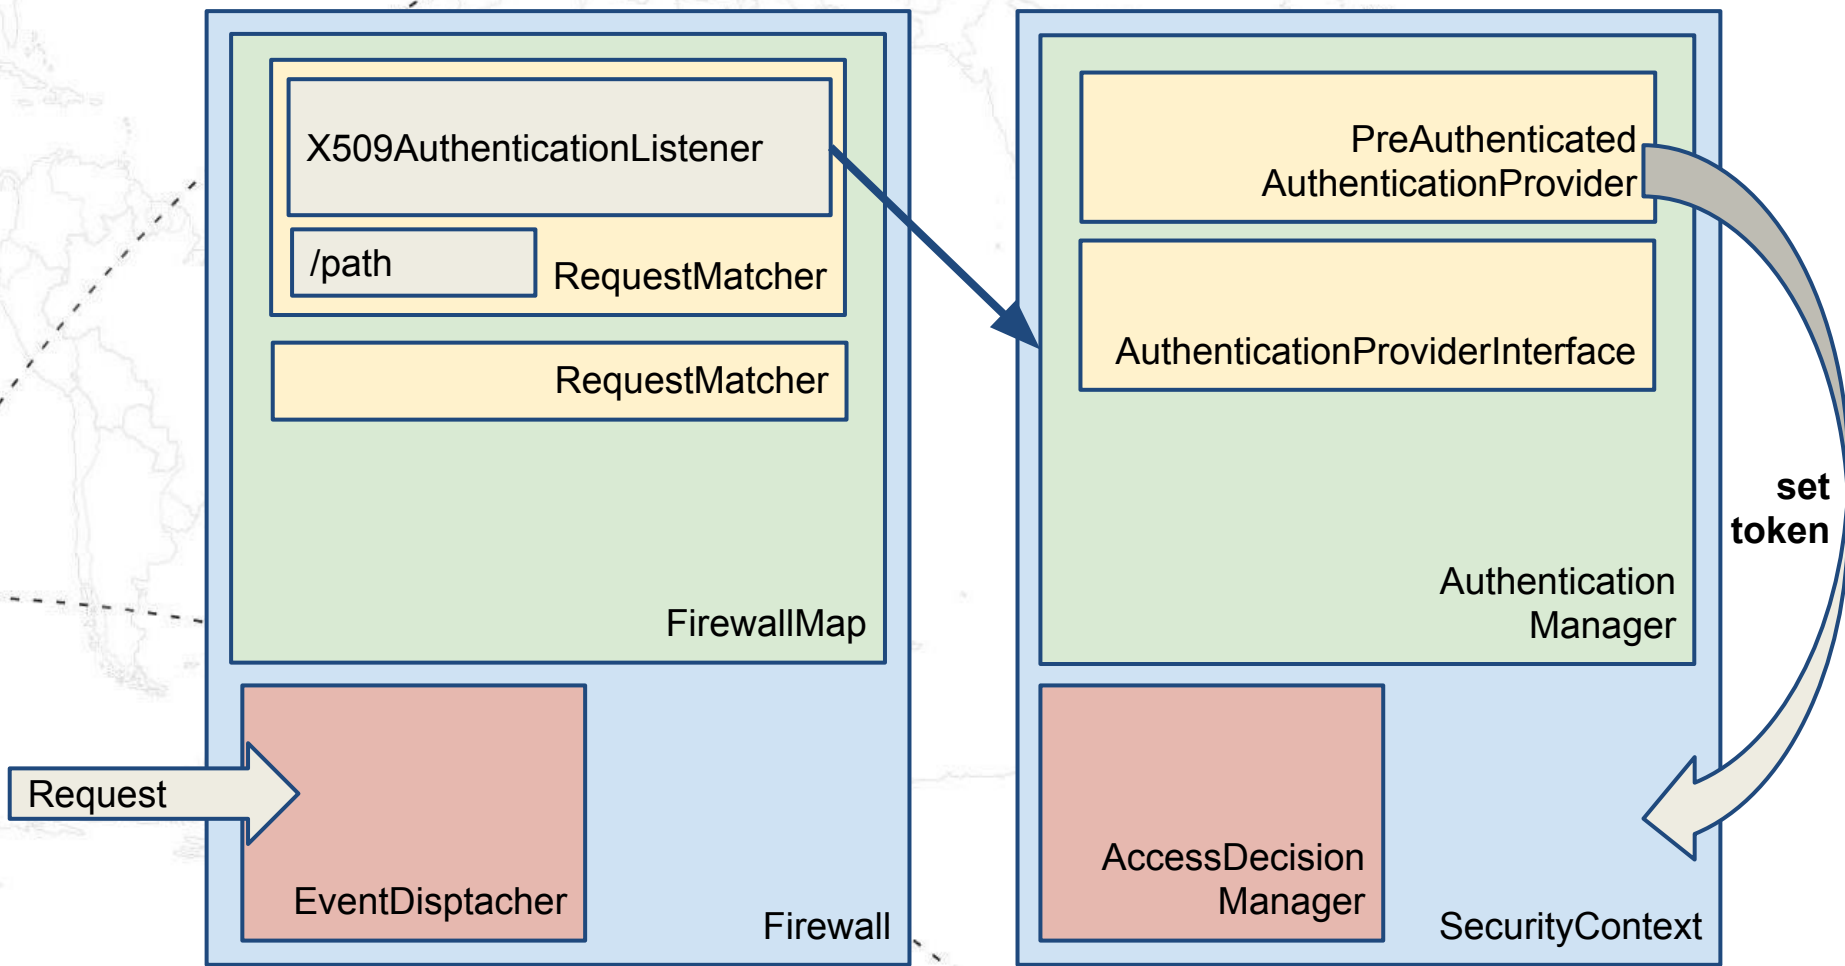 X509AuthenticationListener
/path
RequestMatcher
RequestMatcher
FirewallMap
Request
EventDisptacher
Firewall
PreAuthenticated
AuthenticationProvider
AuthenticationProviderInterface
set
token
Authentication
Manager
AccessDecision
Manager
SecurityContext